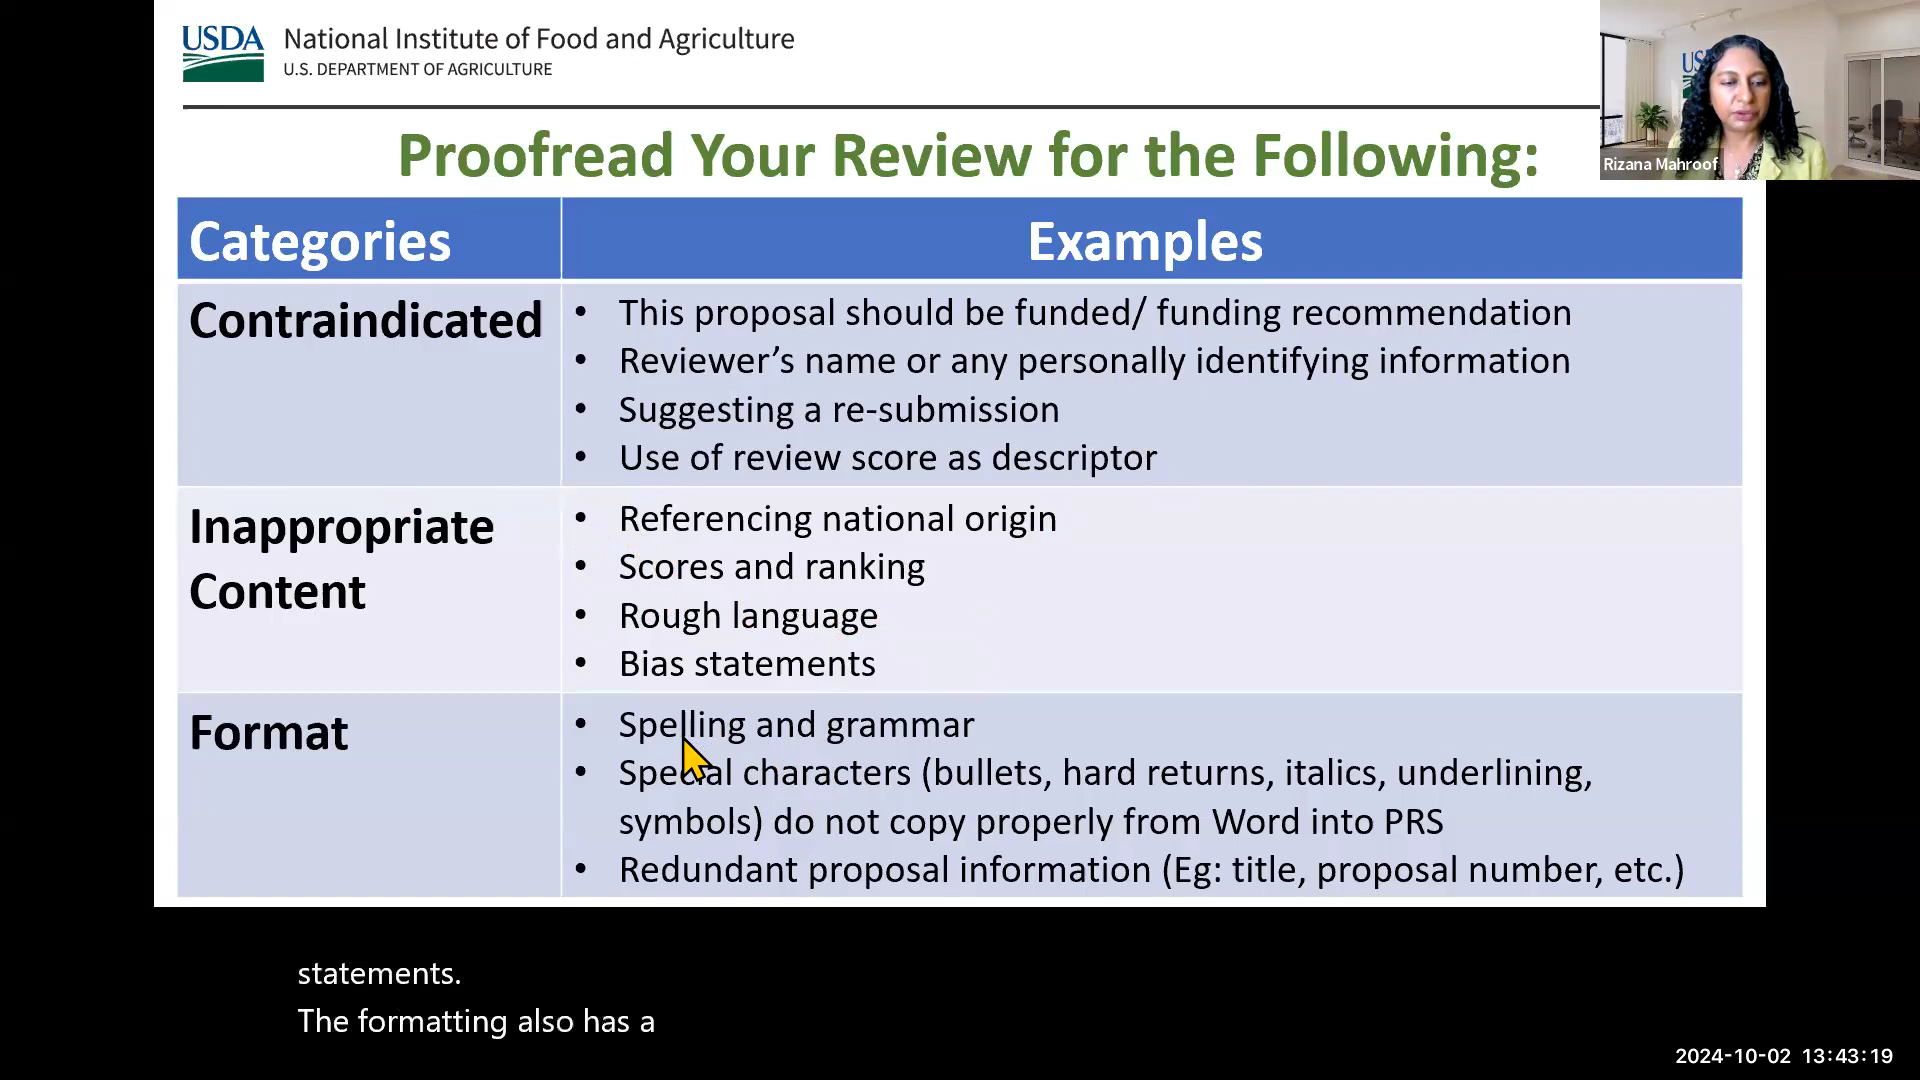 USDA
National Institute of Food and Agriculture
U.S. DEPARTMENT OF AGRICULTURE
US
Rizana Mahroof
Proofread Your Review for the Following:
Categories
Examples
Contraindicated
• This proposal should be funded/ funding recommendation
• Reviewer’s name or any personally identifying information
• Suggesting a re-submission
• Use of review score as descriptor
Inappropriate
Content
• Referencing national origin
• Scores and ranking
• Rough language
• Bias statements
Format
• Spelling and grammar
• Special characters (bullets, hard returns, italics, underlining,
symbols) do not copy properly from Word into PRS
• Redundant proposal information (Eg: title, proposal number, etc.)
statements.
The formatting also has a
2024-10-02 13:43:19